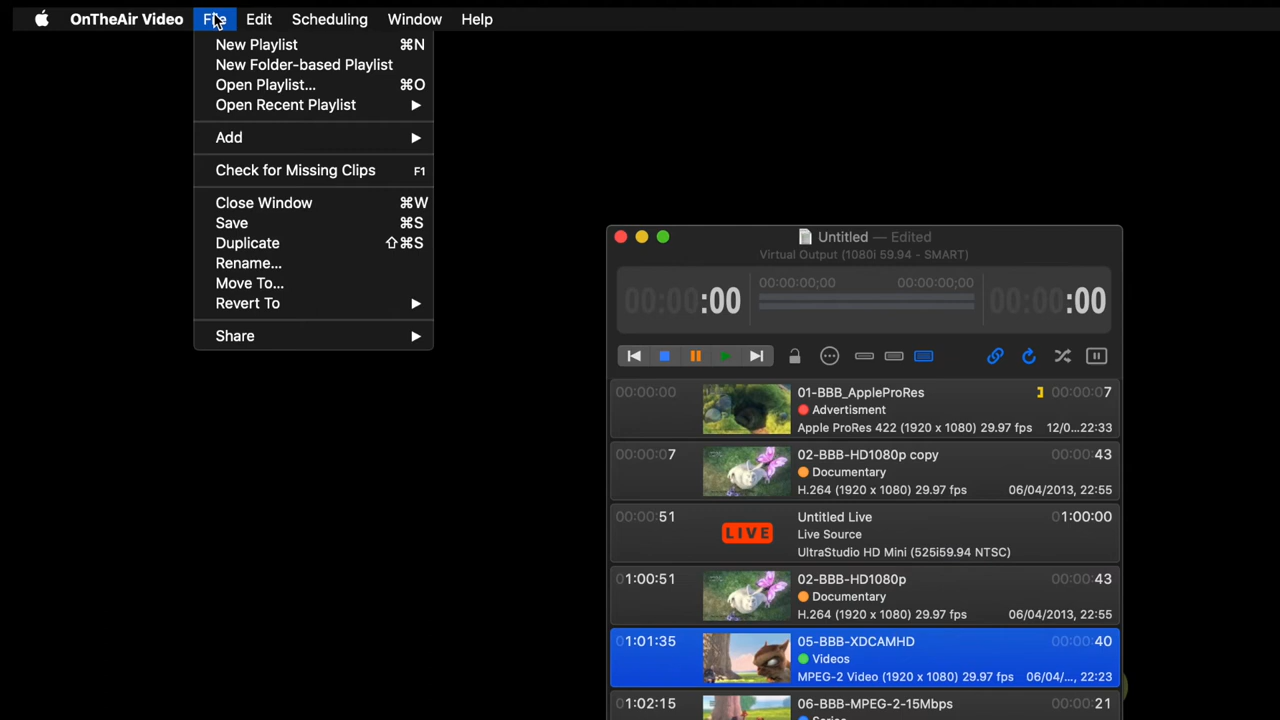 OnTheAir Video File Edit Scheduling Window Help
New Playlist ⌘N
New Folder-based Playlist
Open Playlist... ⌘O
Open Recent Playlist ▶
Add ▶
Check for Missing Clips F1
Close Window ⌘W
Save ⌘S
Duplicate ⇧⌘S
Rename...
Move To...
Revert To ▶
Share ▶
Untitled — Edited
Virtual Output (1080i 59.94 - SMART)
00:00:00;00 00:00:00;00
00:00:00 00:00:00
00:00:00 01-BBB_AppleProRes 00:00:07
Advertisment
Apple ProRes 422 (1920 x 1080) 29.97 fps 12/0...22:33
00:00:07 02-BBB-HD1080p copy 00:00:43
Documentary
H.264 (1920 x 1080) 29.97 fps 06/04/2013, 22:55
00:00:51 Untitled Live 01:00:00
LIVE Live Source
UltraStudio HD Mini (525i59.94 NTSC)
01:00:51 02-BBB-HD1080p 00:00:43
Documentary
H.264 (1920 x 1080) 29.97 fps 06/04/2013, 22:55
01:01:35 05-BBB-XDCAMHD 00:00:40
Videos
MPEG-2 Video (1920 x 1080) 29.97 fps 06/04/..., 22:23
01:02:15 06-BBB-MPEG-2-15Mbps 00:00:21